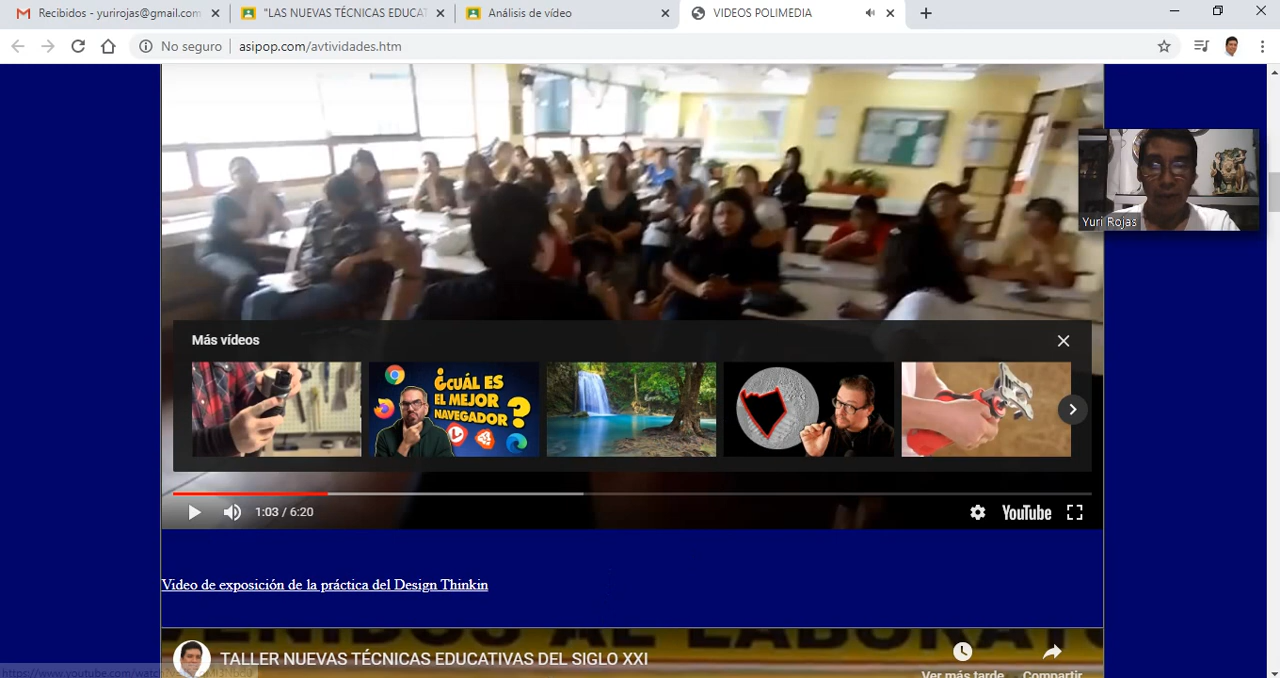 Recibidos - yurirojas@gmail.com
"LAS NUEVAS TÉCNICAS EDUCAT
Análisis de vídeo
VIDEOS POLIMEDIA
No seguro
asipop.com/avtividades.htm
Yuri Rojas
Más vídeos
¿CUÁL ES
EL MEJOR
NAVEGADOR?
1:03 / 6:20
YouTube
Video de exposición de la práctica del Design Thinkin
TALLER NUEVAS TÉCNICAS EDUCATIVAS DEL SIGLO XXI
Ver más tarde
Compartir